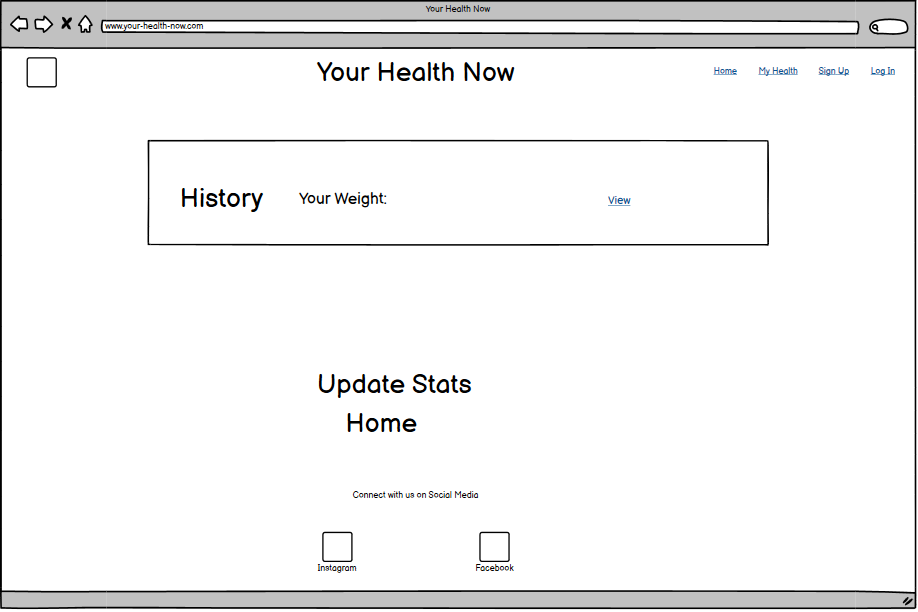 Your Health Now
www.your-health-now.com
Your Health Now Home My Health Sign Up Log In
History Your Weight: View
Update Stats
Home
Connect with us on Social Media
Instagram Facebook